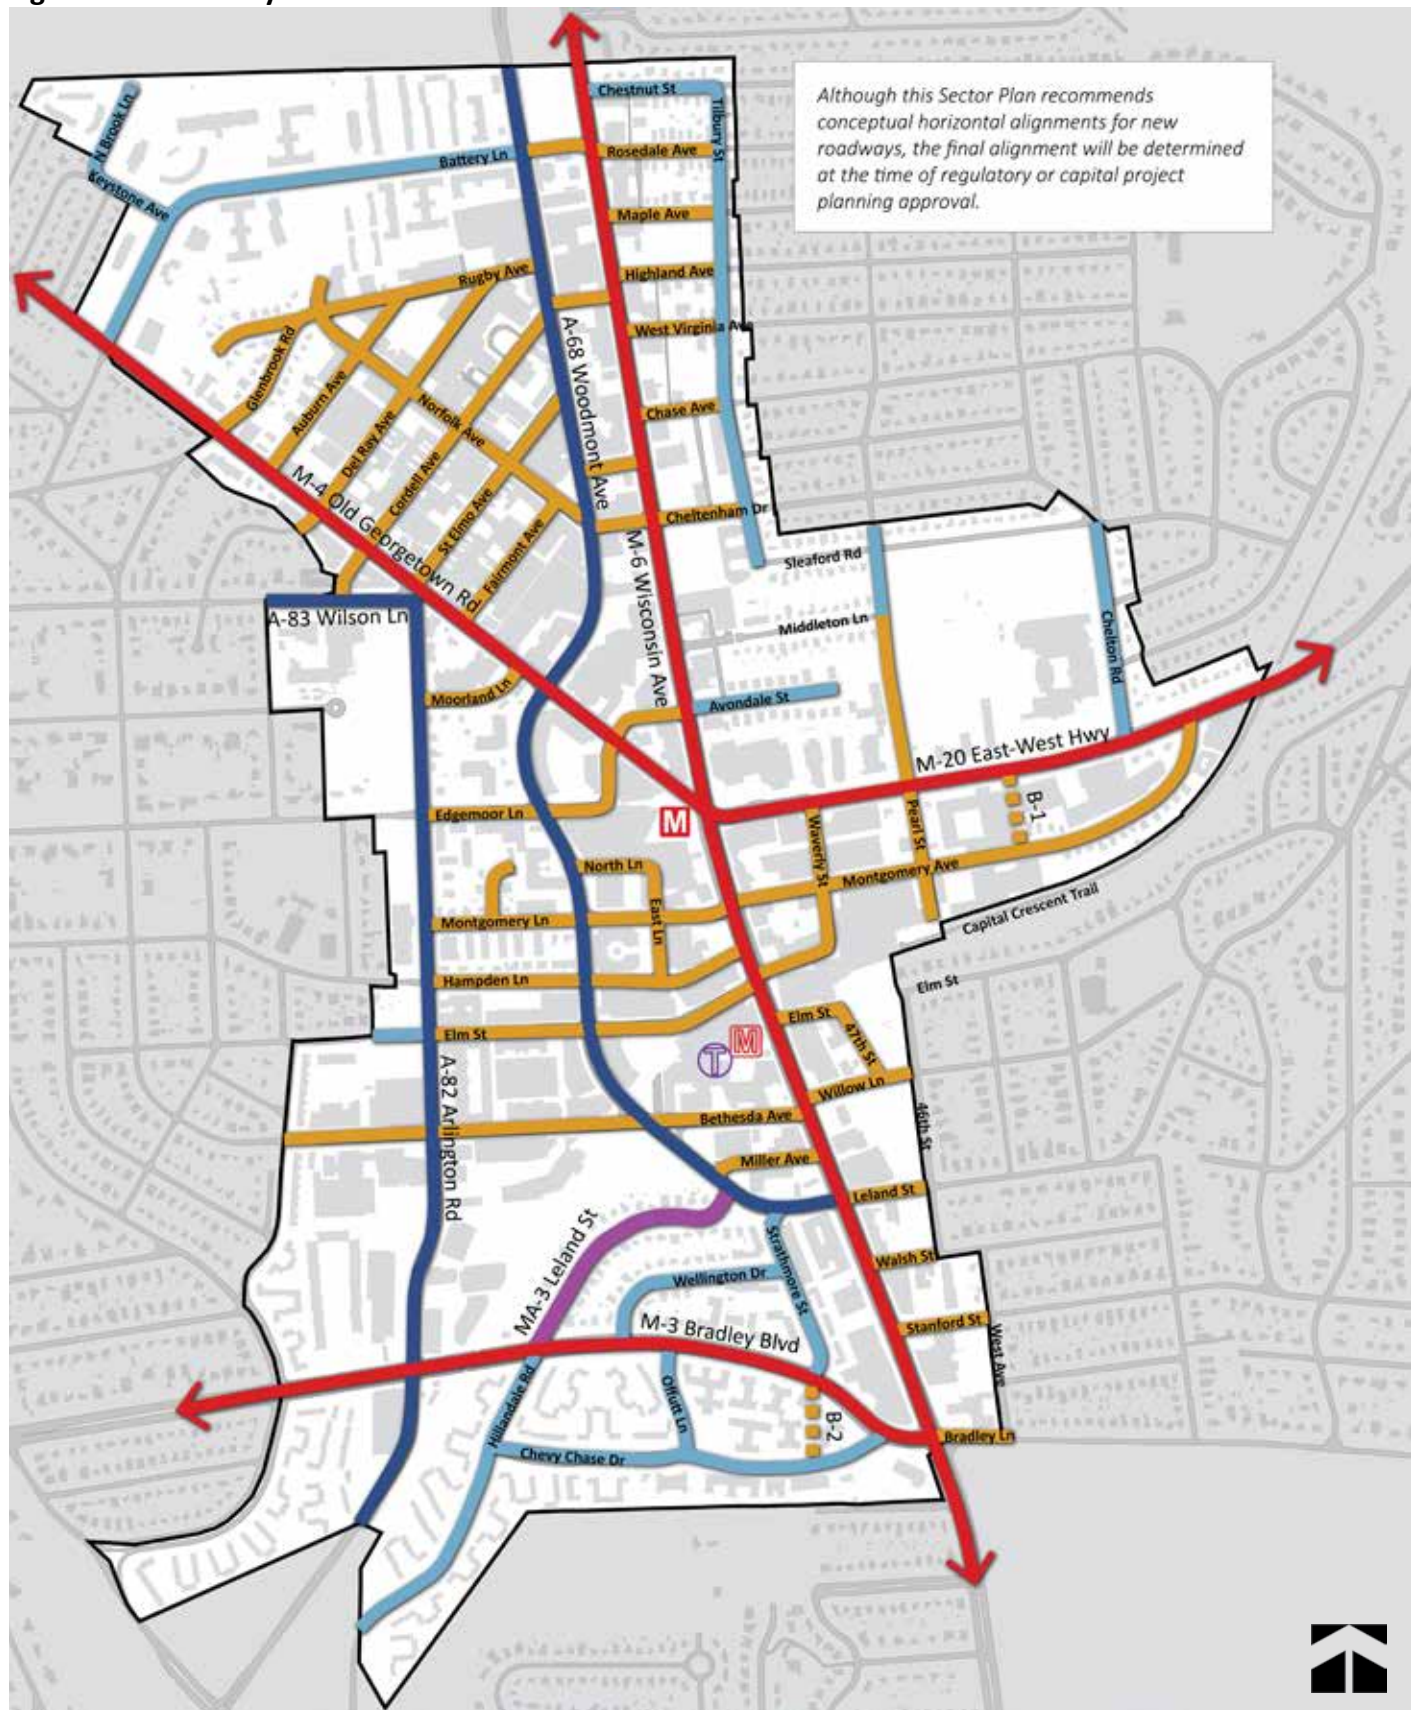 Although this Sector Plan recommends
conceptual horizontal alignments for new
roadways, the final alignment will be determined
at the time of regulatory or capital project
planning approval.
Chestnut St
Tilbury St
N Brook Ln
Battery Ln
Rosedale Ave
Keystone Ave
Maple Ave
Rugby Ave
Highland Ave
West Virginia Ave
A-68 Woodmont Ave
Glenbrook Rd
Auburn Ave
Norfolk Ave
Chase Ave
Del Ray Ave
Cordell Ave
M-4 Old Georgetown Rd
St Elmo Ave
Fairmont Ave
Cheltenham Dr
M-6 Wisconsin Ave
Sleaford Rd
A-83 Wilson Ln
Middleton Ln
Chelton Rd
Moorland Ln
Avondale St
M-20 East-West Hwy
Edgemoor Ln
M
Waverly St
Pearl St
B-1
North Ln
Montgomery Ave
East Ln
Montgomery Ln
Capital Crescent Trail
Hampden Ln
Elm St
Elm St
Elm St
47th St
M
T
A-82 Arlington Rd
Willow Ln
Bethesda Ave
46th St
Miller Ave
Leland St
MA-3 Leland St
Strathmore St
Walsh St
Wellington Dr
M-3 Bradley Blvd
Stanford St
West Ave
Hillandale Rd
Offutt Ln
B-2
Bradley Ln
Chevy Chase Dr